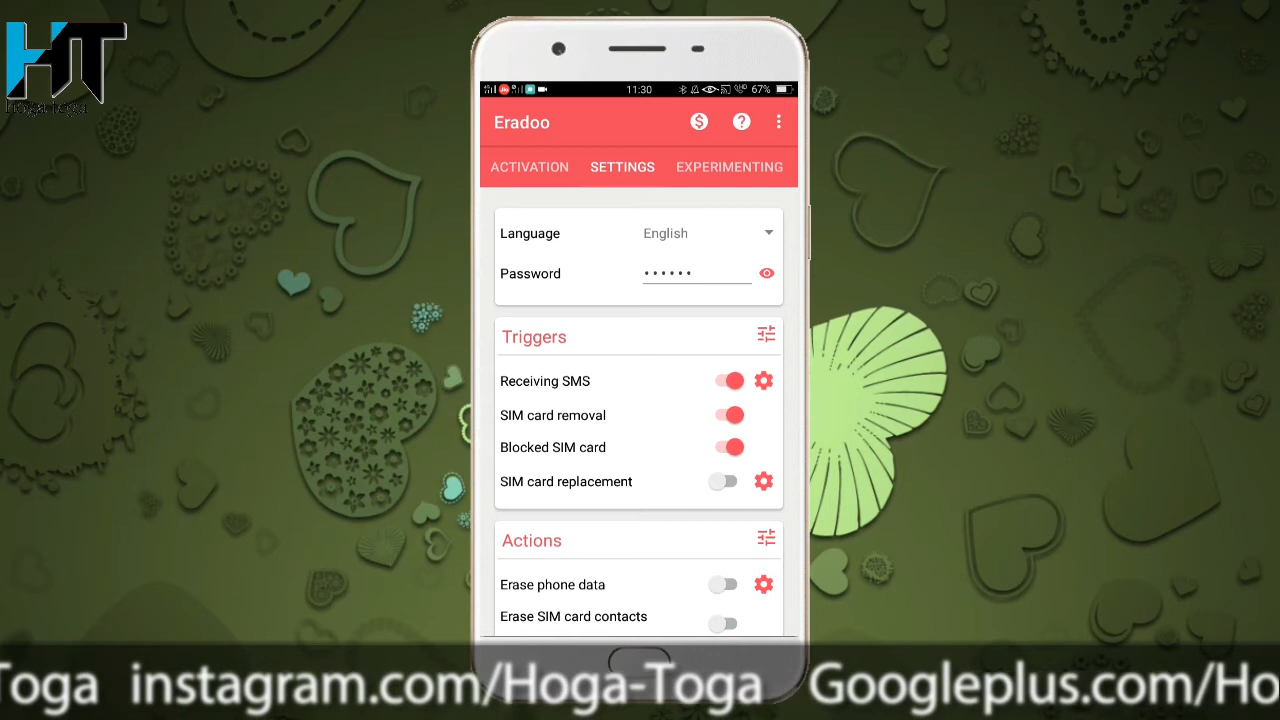 HT
Hoga-toga
11:30
67%
Eradoo
ACTIVATION SETTINGS EXPERIMENTING
Language English
Password ••••••
Triggers
Receiving SMS
SIM card removal
Blocked SIM card
SIM card replacement
Actions
Erase phone data
Erase SIM card contacts
Toga instagram.com/Hoga-Toga Googleplus.com/Ho